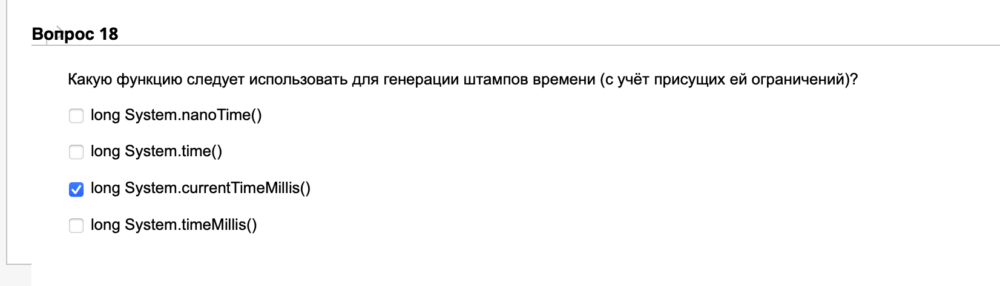 Вопрос 18
Какую функцию следует использовать для генерации штампов времени (с учёт присущих ей ограничений)?
long System.nanoTime()
long System.time()
long System.currentTimeMillis()
long System.timeMillis()